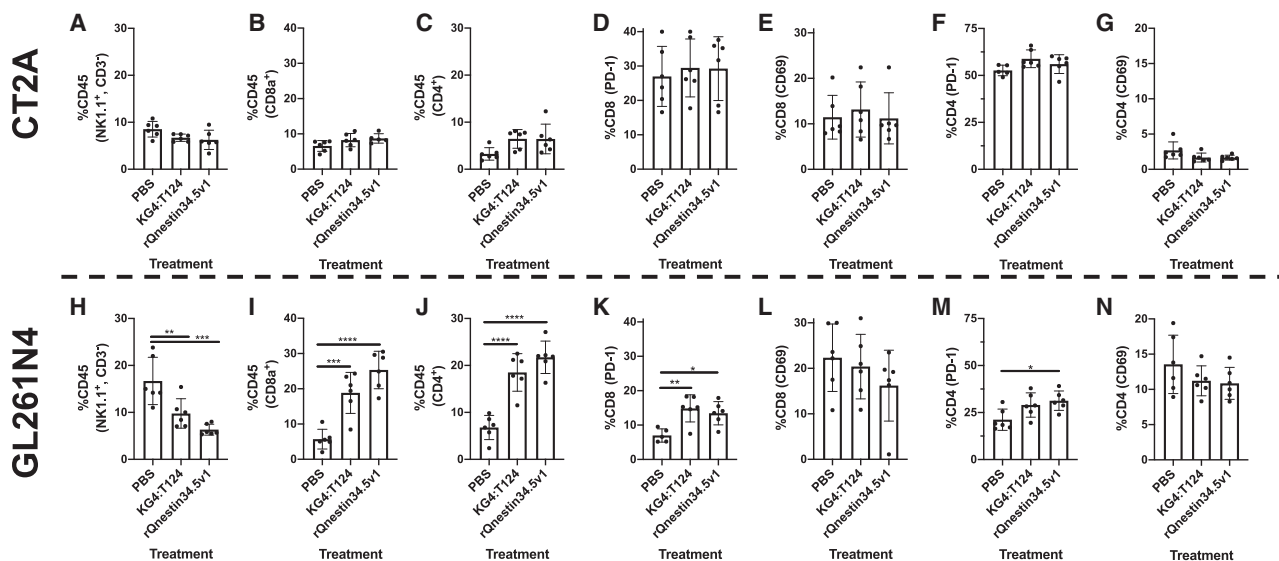 CT2A
A
%CD45
(NK1.1⁺, CD3⁻)
30
20
10
0
PBS
KG4:T124
rQnestin34.5v1
Treatment
B
%CD45
(CD8a⁺)
40
30
20
10
0
PBS
KG4:T124
rQnestin34.5v1
Treatment
C
%CD45
(CD4⁺)
30
20
10
0
PBS
KG4:T124
rQnestin34.5v1
Treatment
D
%CD8 (PD-1)
40
30
20
10
0
PBS
KG4:T124
rQnestin34.5v1
Treatment
E
%CD8 (CD69)
30
20
10
0
PBS
KG4:T124
rQnestin34.5v1
Treatment
F
%CD4 (PD-1)
75
50
25
0
PBS
KG4:T124
rQnestin34.5v1
Treatment
G
%CD4 (CD69)
20
15
10
5
0
PBS
KG4:T124
rQnestin34.5v1
Treatment
GL261N4
H
%CD45
(NK1.1⁺, CD3⁻)
30
20
10
0
**
***
PBS
KG4:T124
rQnestin34.5v1
Treatment
I
%CD45
(CD8a⁺)
40
30
20
10
0
****
***
PBS
KG4:T124
rQnestin34.5v1
Treatment
J
%CD45
(CD4⁺)
30
20
10
0
****
****
PBS
KG4:T124
rQnestin34.5v1
Treatment
K
%CD8 (PD-1)
40
30
20
10
0
*
**
PBS
KG4:T124
rQnestin34.5v1
Treatment
L
%CD8 (CD69)
30
20
10
0
PBS
KG4:T124
rQnestin34.5v1
Treatment
M
%CD4 (PD-1)
75
50
25
0
*
PBS
KG4:T124
rQnestin34.5v1
Treatment
N
%CD4 (CD69)
20
15
10
5
0
PBS
KG4:T124
rQnestin34.5v1
Treatment